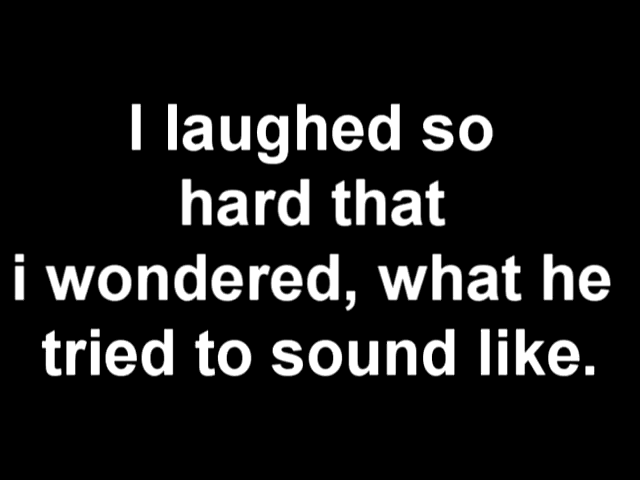 I laughed so
hard that
i wondered, what he
tried to sound like.